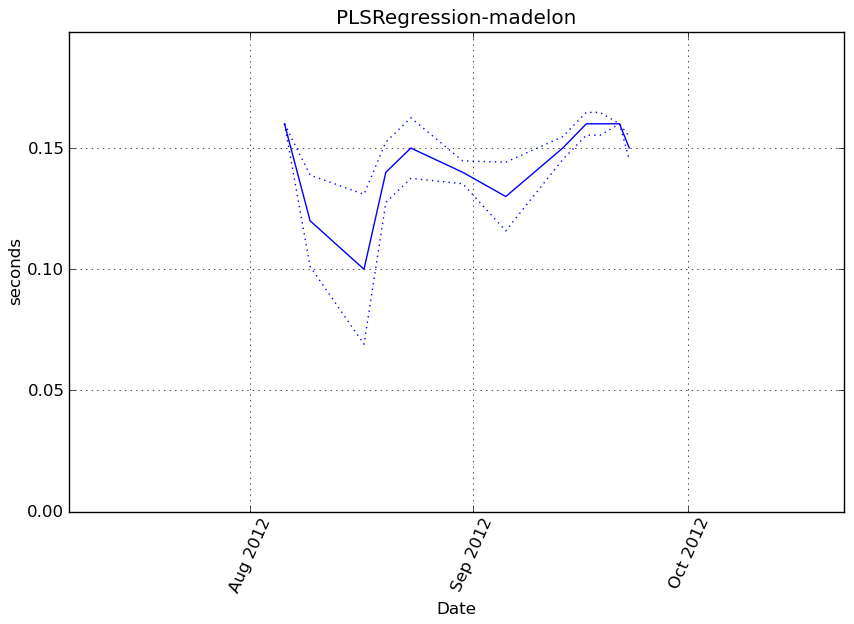 PLSRegression-madelon
seconds
0.15
0.10
0.05
0.00
Aug 2012
Sep 2012
Oct 2012
Date